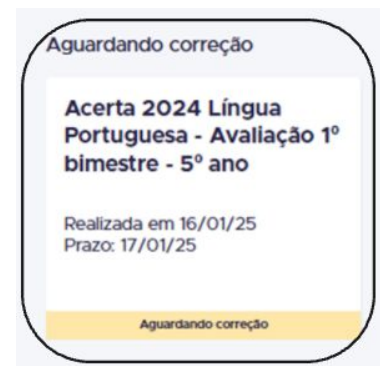 Aguardando correção
Acerta 2024 Língua
Portuguesa - Avaliação 1º
bimestre - 5º ano
Realizada em 16/01/25
Prazo: 17/01/25
Aguardando correção